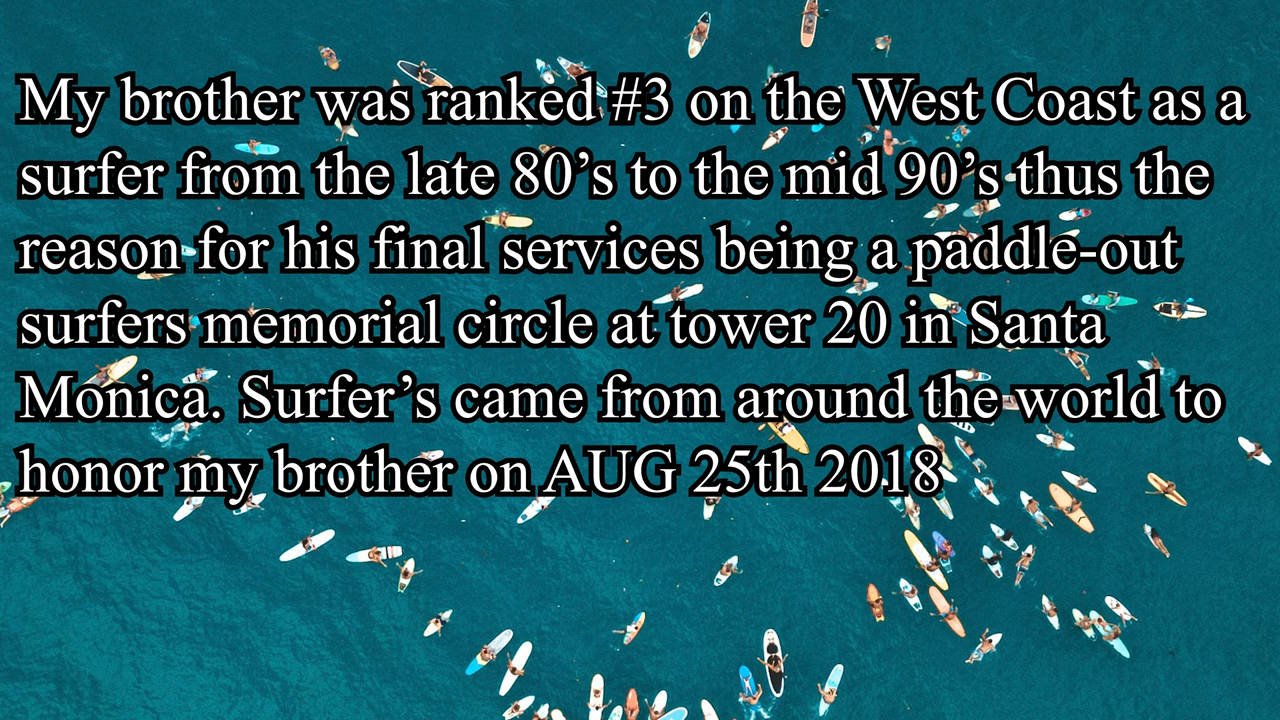 My brother was ranked #3 on the West Coast as a
surfer from the late 80’s to the mid 90’s thus the
reason for his final services being a paddle-out
surfers memorial circle at tower 20 in Santa
Monica. Surfer’s came from around the world to
honor my brother on AUG 25th 2018